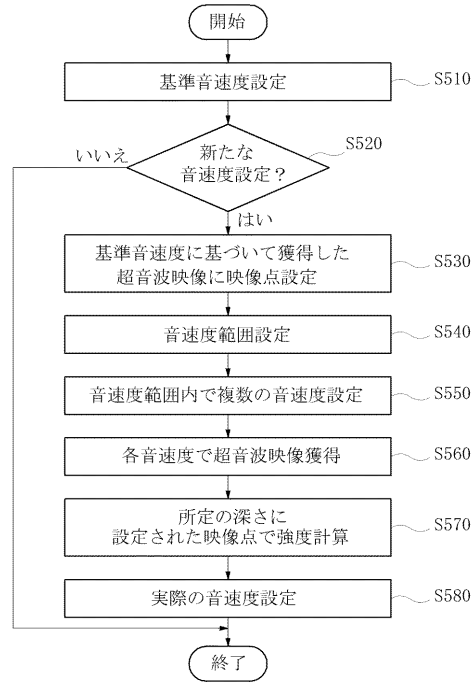 開始
基準音速度設定
S510
新たな
音速度設定？
S520
いいえ
はい
基準音速度に基づいて獲得した
超音波映像に映像点設定
S530
音速度範囲設定
S540
音速度範囲内で複数の音速度設定
S550
各音速度で超音波映像獲得
S560
所定の深さに
設定された映像点で強度計算
S570
実際の音速度設定
S580
終了